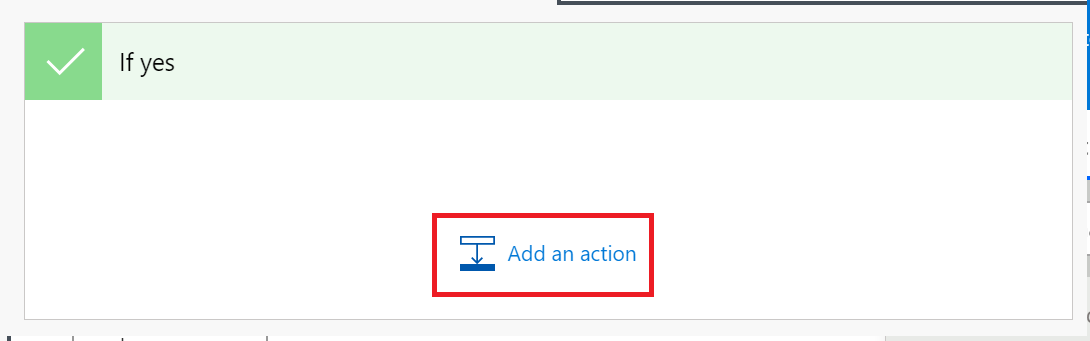 If yes
Add an action